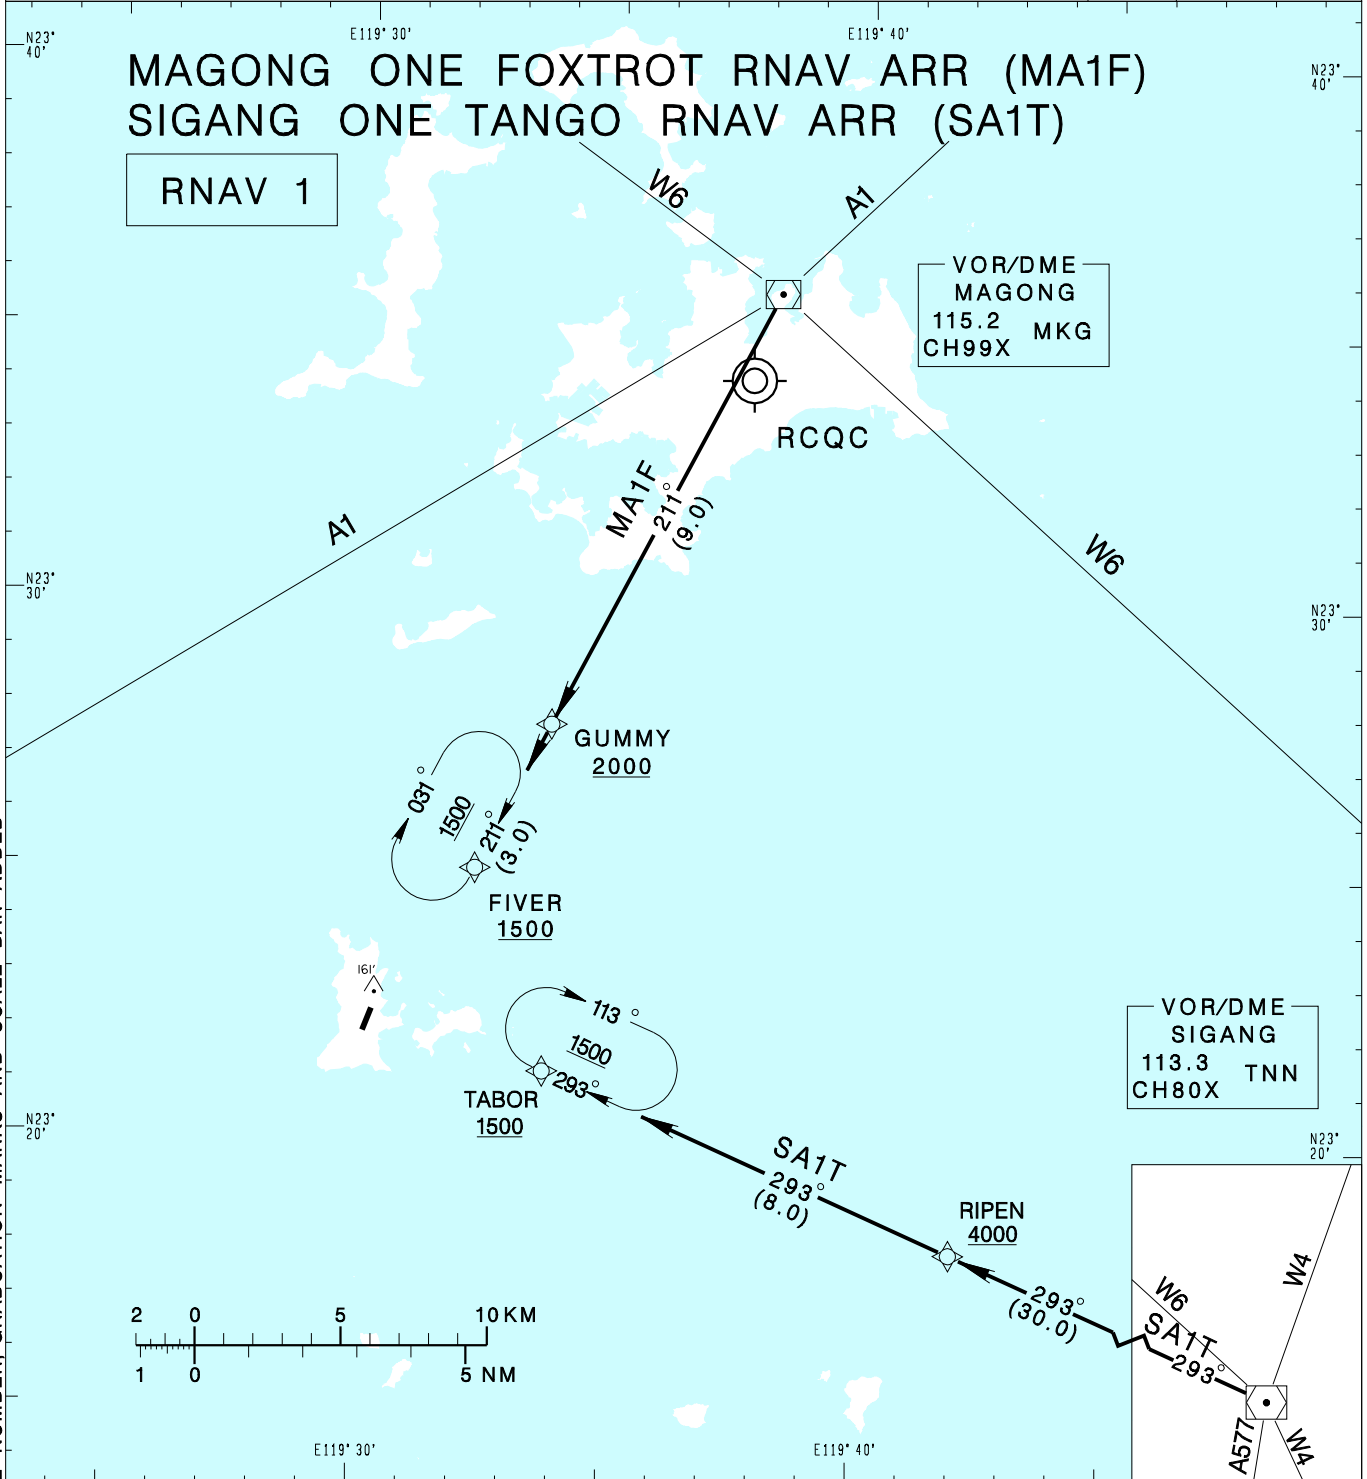 E119° 30'
E119° 40'
N23°
40'
N23°
40'
MAGONG ONE FOXTROT RNAV ARR (MA1F)
SIGANG ONE TANGO RNAV ARR (SA1T)
RNAV 1
W6
A1
VOR/DME
MAGONG
115.2 MKG
CH99X
RCQC
MA1F
211°
(9.0)
A1
W6
N23°
30'
N23°
30'
GUMMY
2000
031°
1500
211°
(3.0)
FIVER
1500
161'
113°
1500
293°
TABOR
1500
VOR/DME
SIGANG
113.3 TNN
CH80X
N23°
20'
N23°
20'
SA1T
293°
(8.0)
RIPEN
4000
293°
(30.0)
W6
W4
SA1T
293°
A577
W4
2 0 5 10 KM
1 0 5 NM
E119° 30'
E119° 40'